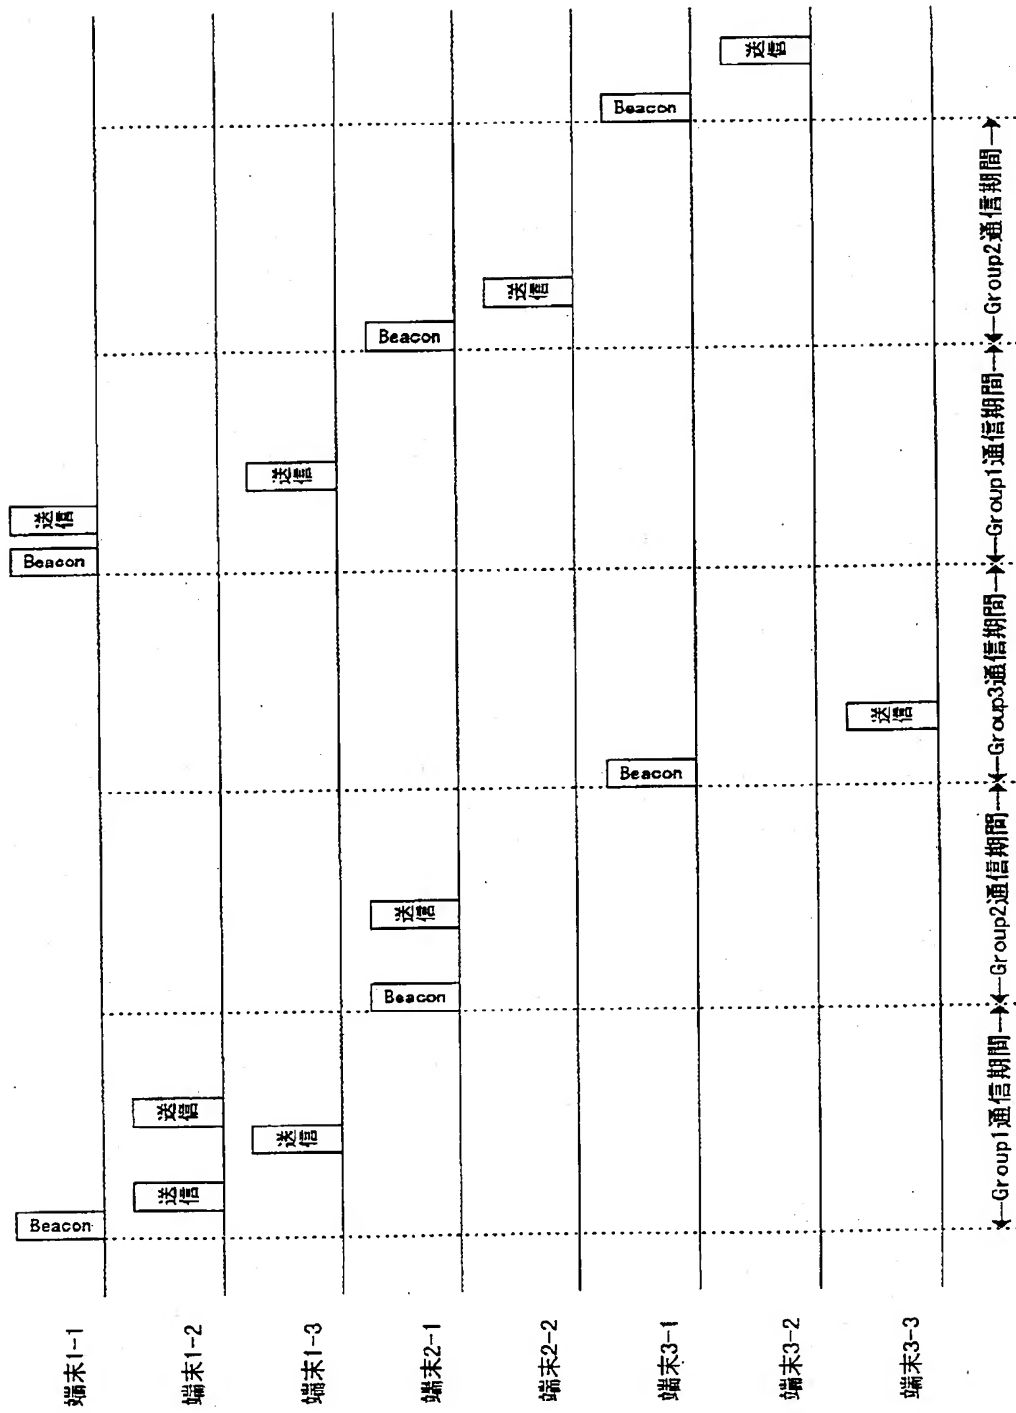 端末1-1
Beacon
Beacon
送信
端末1-2
送信
送信
端末1-3
送信
送信
端末2-1
Beacon
送信
Beacon
端末2-2
送信
端末3-1
Beacon
Beacon
端末3-2
送信
端末3-3
送信
Group1通信期間
Group2通信期間
Group3通信期間
Group1通信期間
Group2通信期間